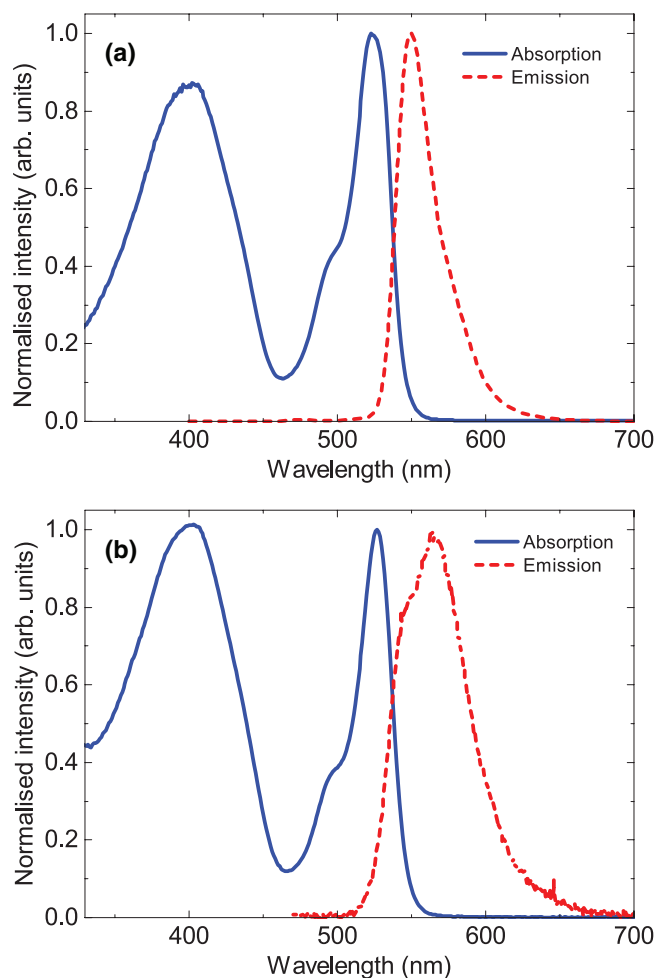 (a)
Absorption
Emission
Normalised intensity (arb. units)
1.0
0.8
0.6
0.4
0.2
0.0
400 500 600 700
Wavelength (nm)
(b)
Absorption
Emission
Normalised intensity (arb. units)
1.0
0.8
0.6
0.4
0.2
0.0
400 500 600 700
Wavelength (nm)